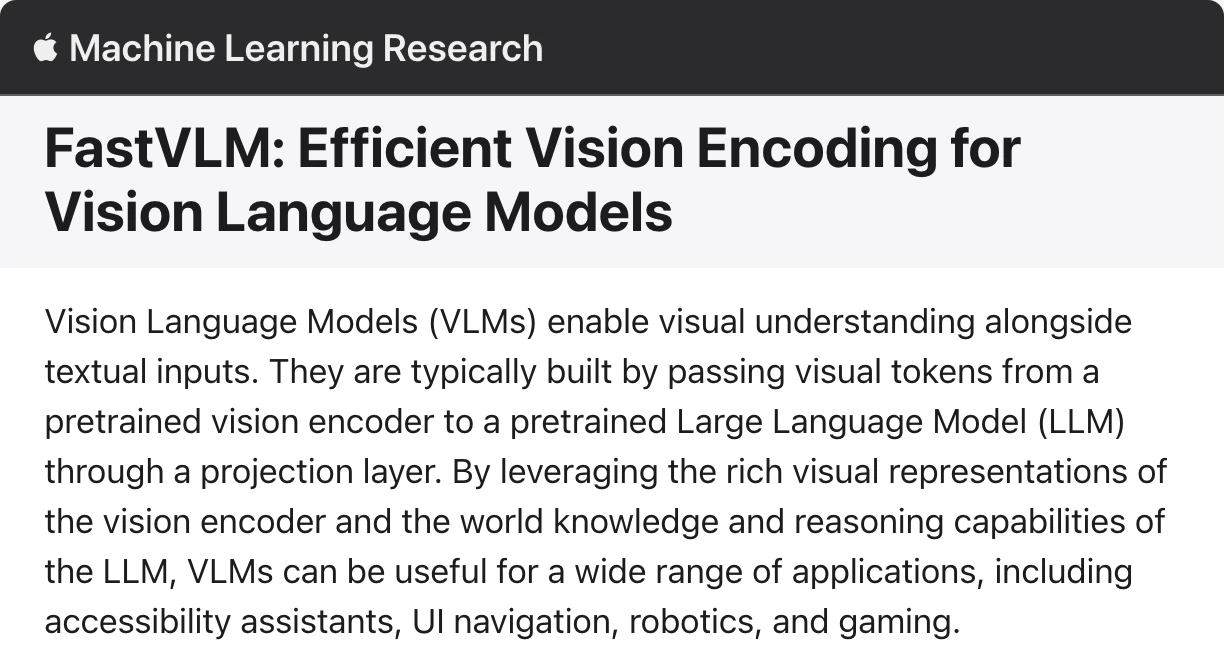 Machine Learning Research
FastVLM: Efficient Vision Encoding for
Vision Language Models
Vision Language Models (VLMs) enable visual understanding alongside
textual inputs. They are typically built by passing visual tokens from a
pretrained vision encoder to a pretrained Large Language Model (LLM)
through a projection layer. By leveraging the rich visual representations of
the vision encoder and the world knowledge and reasoning capabilities of
the LLM, VLMs can be useful for a wide range of applications, including
accessibility assistants, UI navigation, robotics, and gaming.